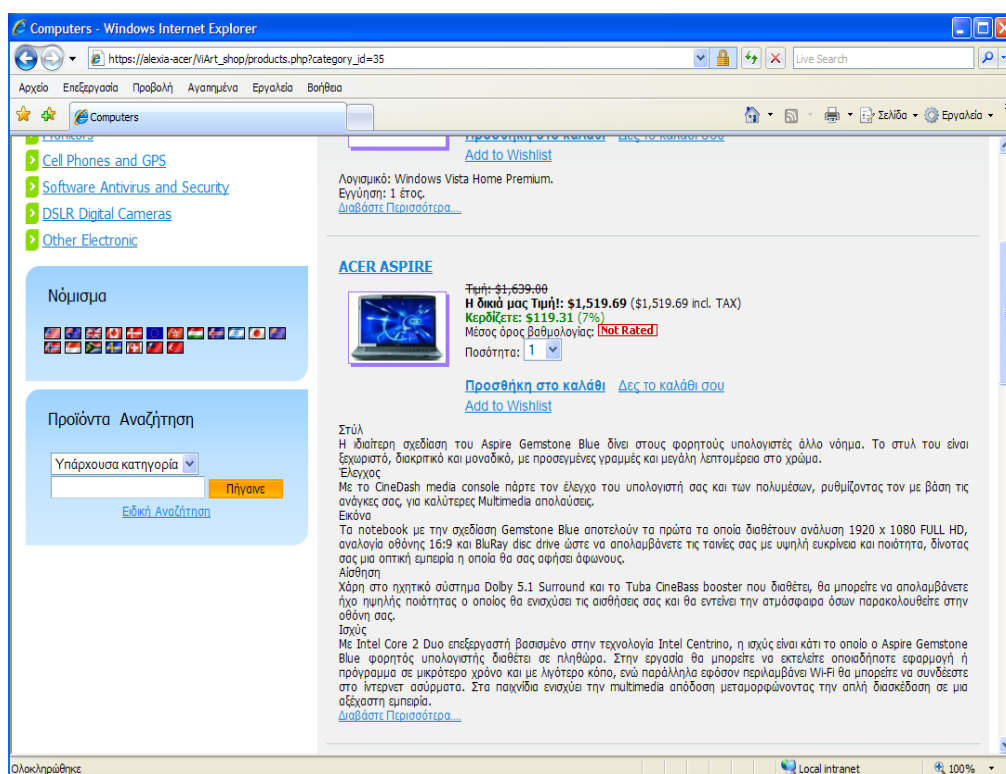 Computers - Windows Internet Explorer
https://alexia-acer/ViArt_shop/products.php?category_id=35
Live Search
Αρχείο Επεξεργασία Προβολή Αγαπημένα Εργαλεία Βοήθεια
Computers
Σελίδα
Εργαλεία
Monitors
Cell Phones and GPS
Software Antivirus and Security
DSLR Digital Cameras
Other Electronic
Νόμισμα
Προϊόντα Αναζήτηση
Υπάρχουσα κατηγορία
Πήγαινε
Ειδική Αναζήτηση
Προσθήκη στο καλάθι Δες το καλάθι σου
Add to Wishlist
Λογισμικό: Windows Vista Home Premium.
Εγγύηση: 1 έτος.
Διαβάστε Περισσότερα....
ACER ASPIRE
Τιμή: $1,639.00
Η δικιά μας Τιμή!: $1,519.69 ($1,519.69 incl. TAX)
Κερδίζετε: $119.31 (7%)
Μέσος όρος βαθμολογίας: Not Rated
Ποσότητα: 1
Προσθήκη στο καλάθι Δες το καλάθι σου
Add to Wishlist
Στύλ
Η ιδιαίτερη σχεδίαση του Aspire Gemstone Blue δίνει στους φορητούς υπολογιστές άλλο νόημα. Το στυλ του είναι
ξεχωριστό, διακριτικό και μοναδικό, με προσεγμένες γραμμές και μεγάλη λεπτομέρεια στο χρώμα.
Έλεγχος
Με το CineDash media console πάρτε τον έλεγχο του υπολογιστή σας και των πολυμέσων, ρυθμίζοντας τον με βάση τις
ανάγκες σας, για καλύτερες Multimedia απολαύσεις.
Εικόνα
Τα notebook με την σχεδίαση Gemstone Blue αποτελούν τα πρώτα τα οποία διαθέτουν ανάλυση 1920 x 1080 FULL HD,
αναλογία οθόνης 16:9 και BluRay disc drive ώστε να απολαμβάνετε τις ταινίες σας με υψηλή ευκρίνεια και ποιότητα, δίνοτας
σας μια οπτική εμπειρία η οποία θα σας αφήσει άφωνους.
Αίσθηση
Χάρη στο ηχητικό σύστημα Dolby 5.1 Surround και το Tuba CineBass booster που διαθέτει, θα μπορείτε να απολαμβάνετε
ήχο ηψηλής ποιότητας ο οποίος θα ενισχύσει τις αισθήσεις σας και θα εντείνει την ατμόσφαιρα όσων παρακολουθείτε στην
οθόνη σας.
Ισχύς
Με Intel Core 2 Duo επεξεργαστή βασισμένο στην τεχνολογία Intel Centrino, η ισχύς είναι κάτι το οποίο ο Aspire Gemstone
Blue φορητός υπολογιστής διαθέτει σε πληθώρα. Στην εργασία θα μπορείτε να εκτελείτε οποιαδήποτε εφαρμογή ή
πρόγραμμα σε μικρότερο χρόνο και με λιγότερο κόπο, ενώ παράλληλα εφόσον περιλαμβάνει Wi-Fi θα μπορείτε να συνδέεστε
στο ίντερνετ ασύρματα. Στα παιχνίδια ενισχύει την multimedia απόδοση μεταμορφώνοντας την απλή διασκέδαση σε μια
αξέχαστη εμπειρία.
Διαβάστε Περισσότερα....
Ολοκληρώθηκε
Local intranet
100%